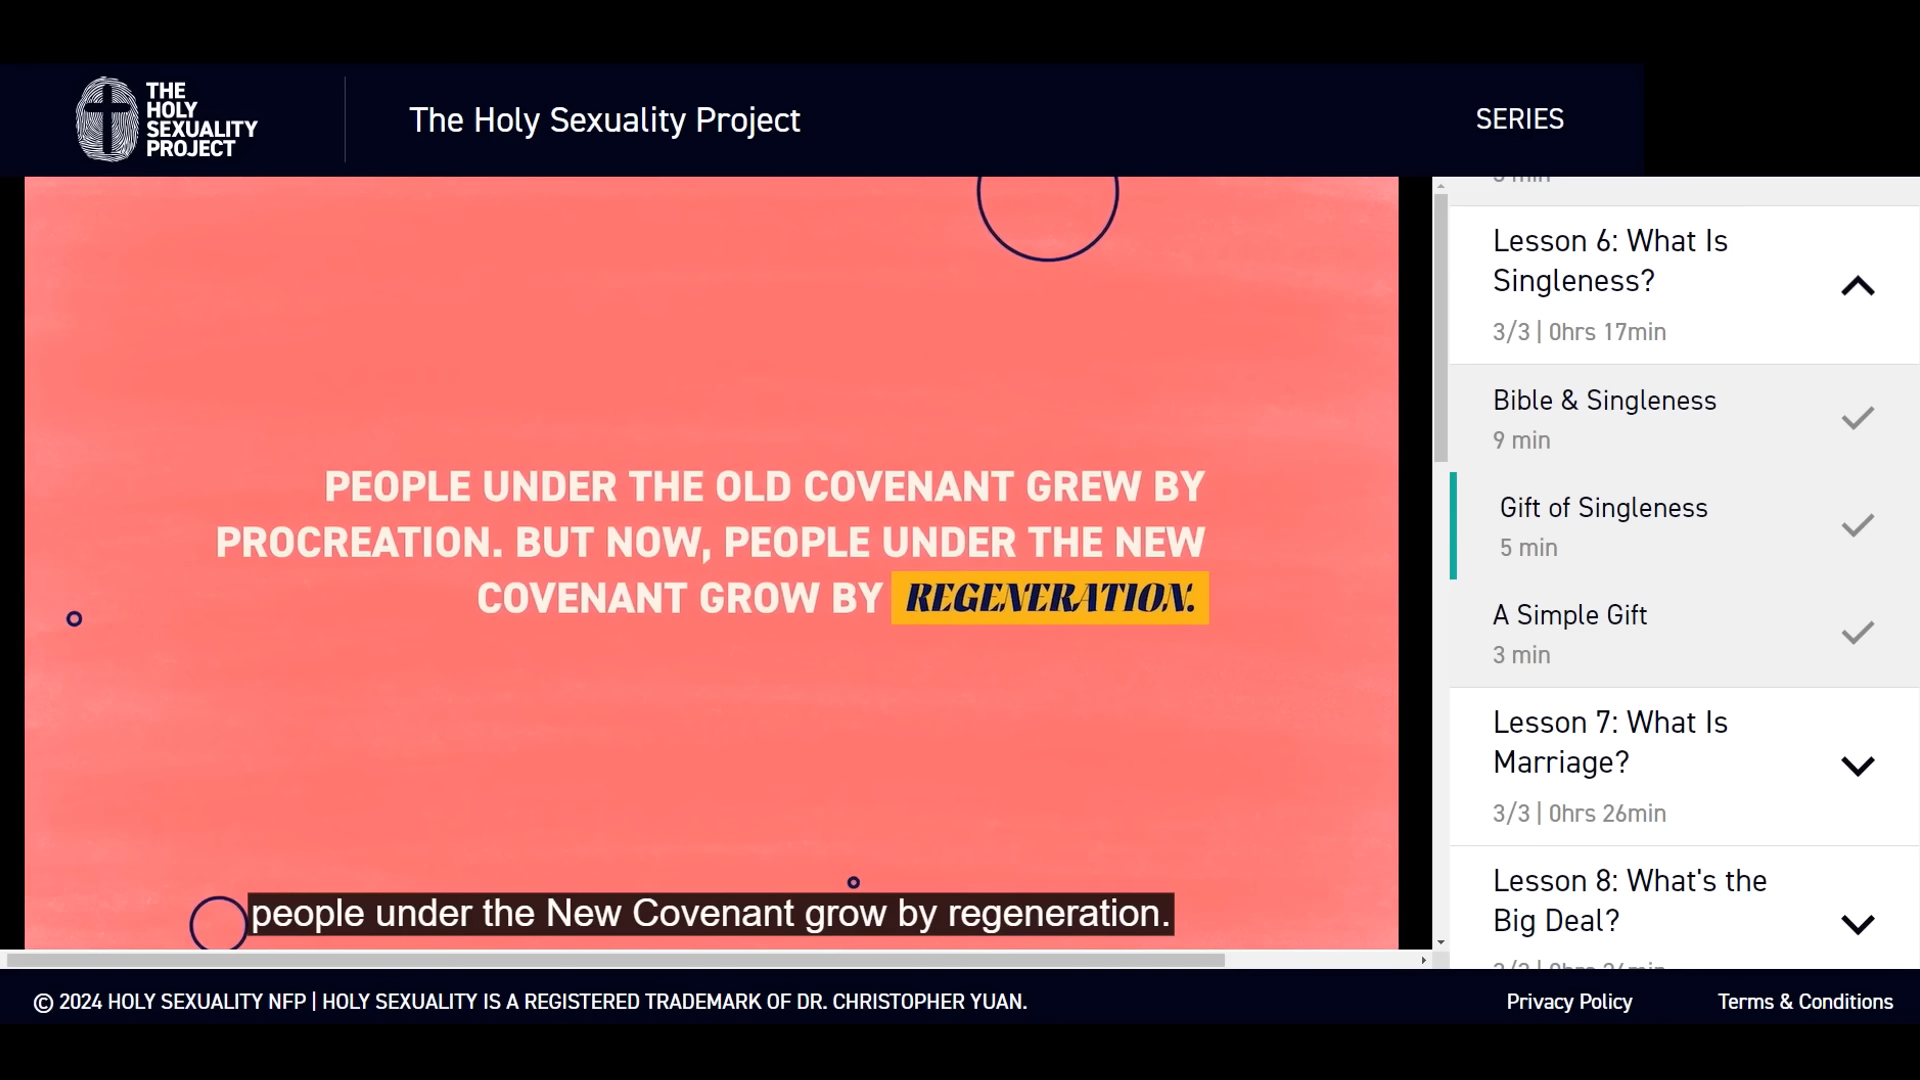 THE
HOLY
SEXUALITY
PROJECT
The Holy Sexuality Project
SERIES
Lesson 6: What Is
Singleness?
3/3 | 0hrs 17min
Bible & Singleness
9 min
Gift of Singleness
5 min
A Simple Gift
3 min
Lesson 7: What Is
Marriage?
3/3 | 0hrs 26min
Lesson 8: What's the
Big Deal?
PEOPLE UNDER THE OLD COVENANT GREW BY
PROCREATION. BUT NOW, PEOPLE UNDER THE NEW
COVENANT GROW BY REGENERATION.
people under the New Covenant grow by regeneration.
© 2024 HOLY SEXUALITY NFP | HOLY SEXUALITY IS A REGISTERED TRADEMARK OF DR. CHRISTOPHER YUAN.
Privacy Policy
Terms & Conditions